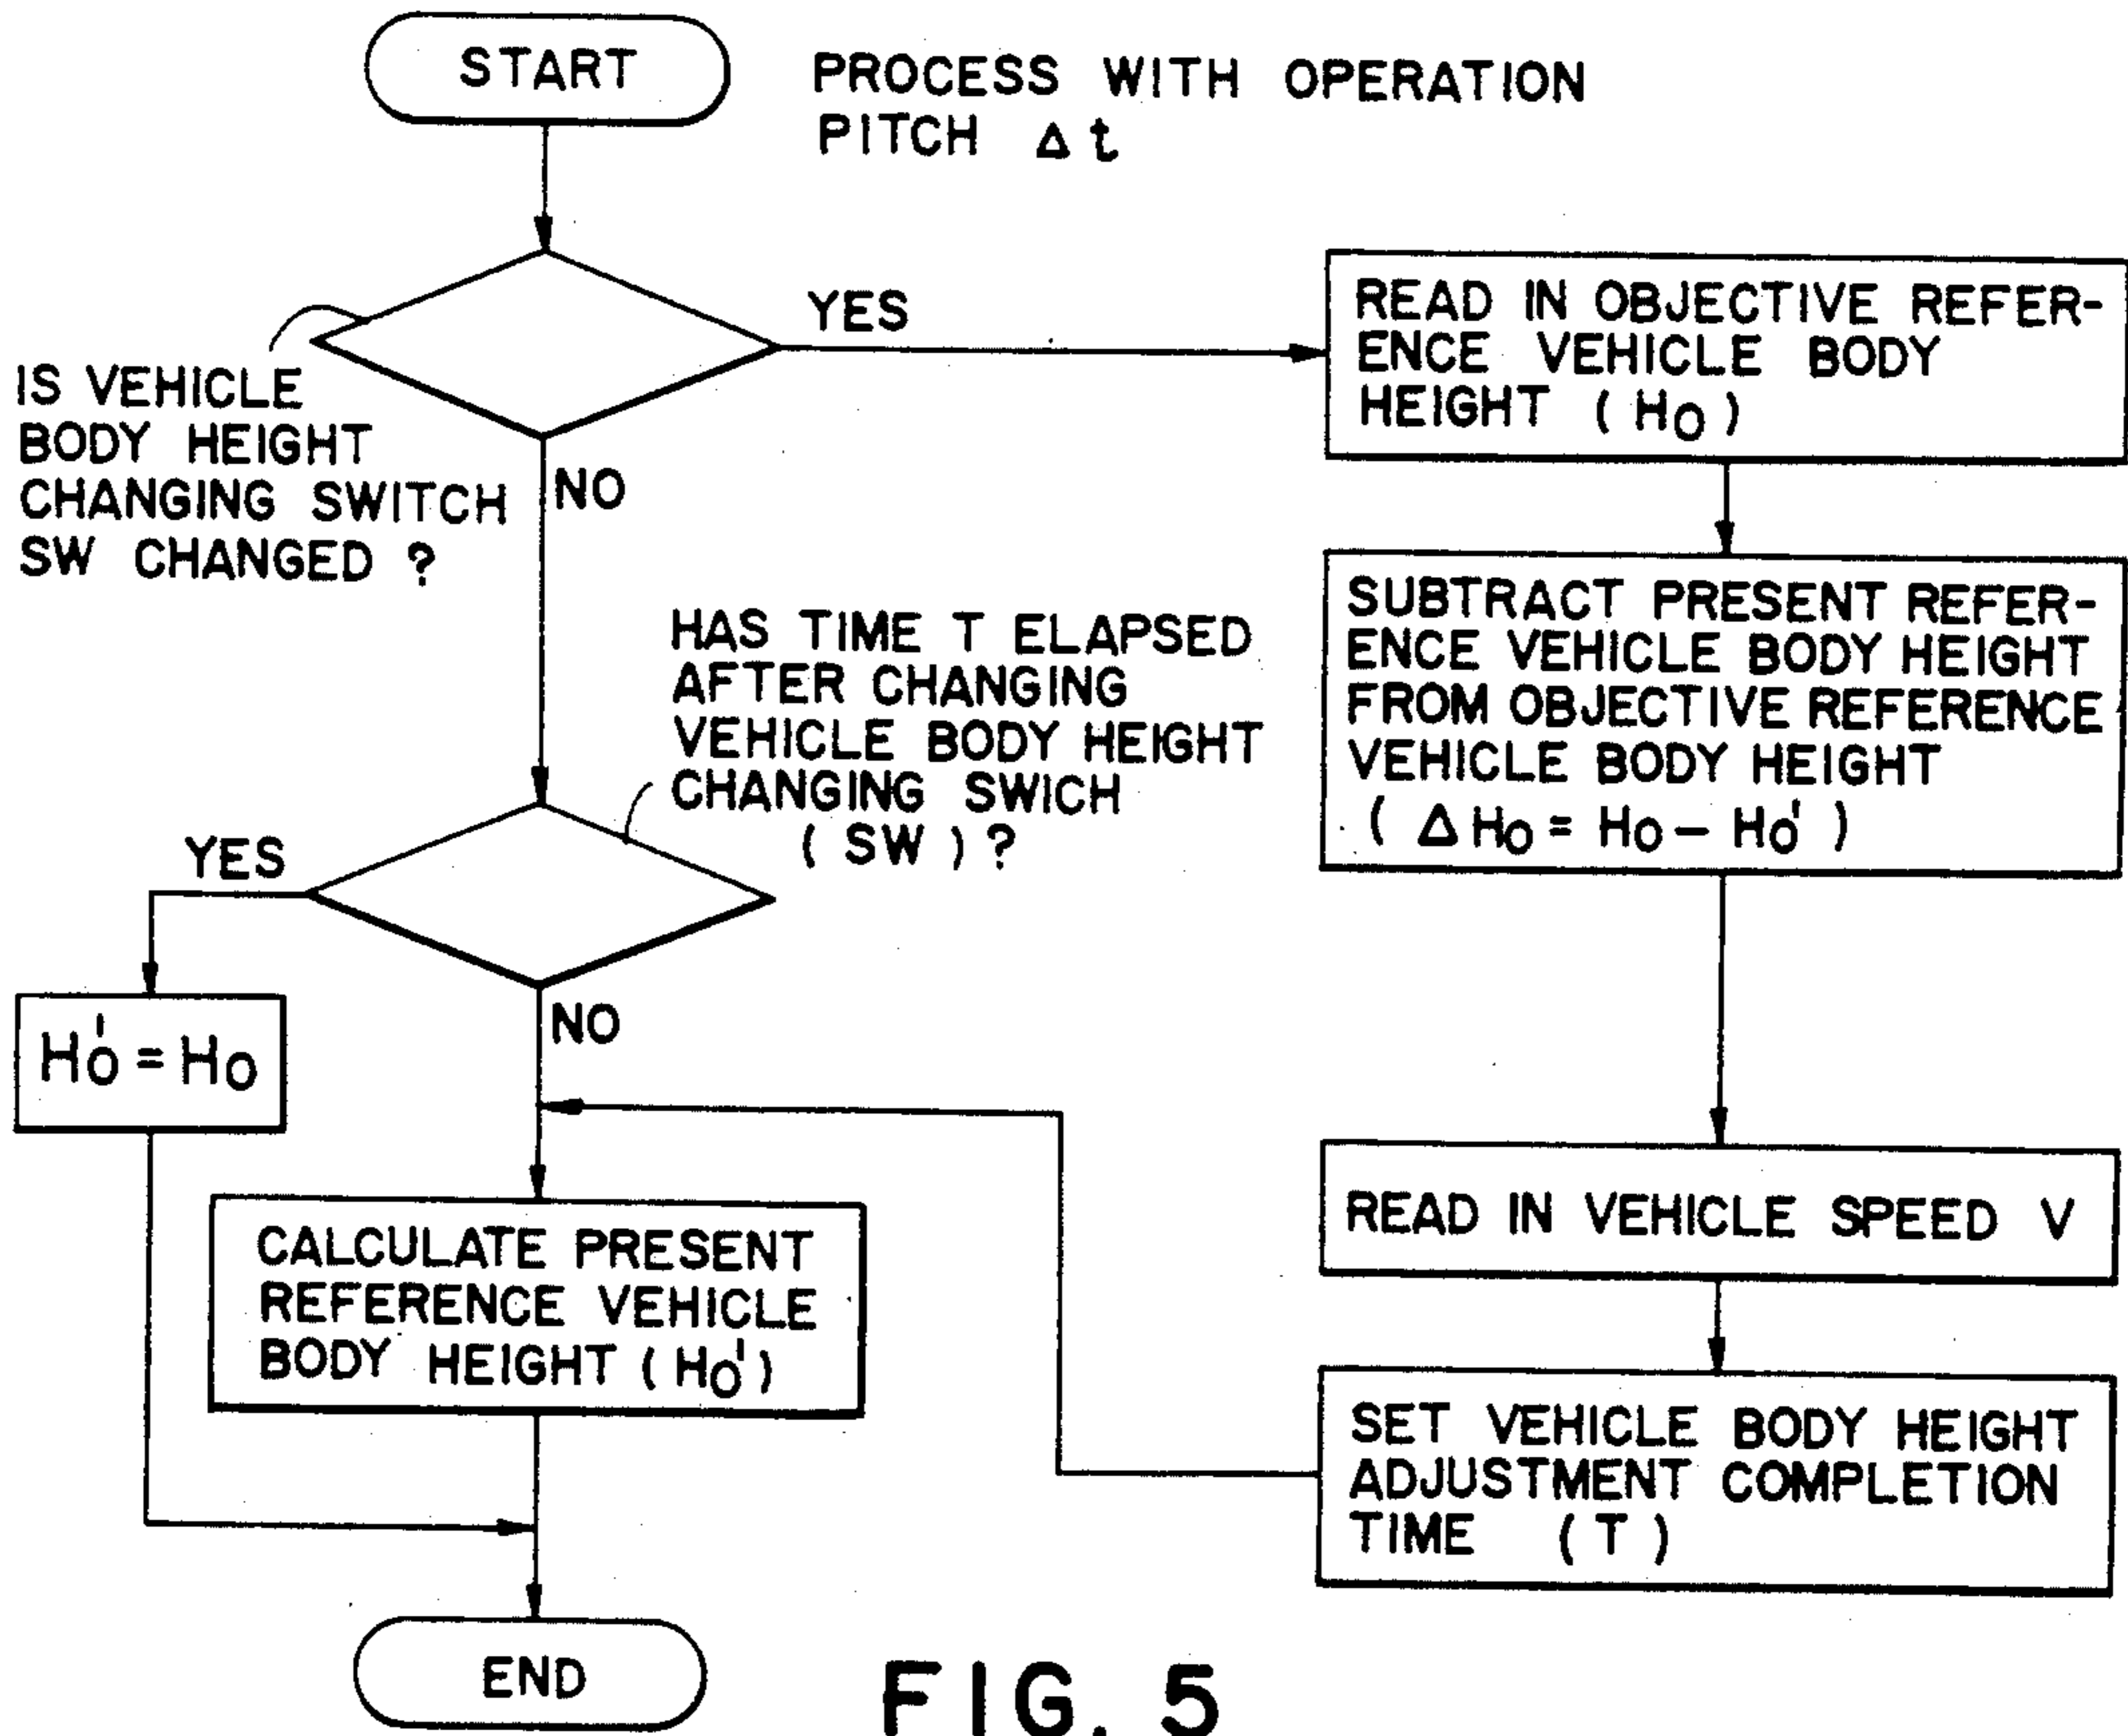 START
PROCESS WITH OPERATION
PITCH Δt
YES
READ IN OBJECTIVE REFER-
ENCE VEHICLE BODY
HEIGHT (Ho)
IS VEHICLE
BODY HEIGHT
CHANGING SWITCH
SW CHANGED ?
NO
SUBTRACT PRESENT REFER-
ENCE VEHICLE BODY HEIGHT
FROM OBJECTIVE REFERENCE
VEHICLE BODY HEIGHT
( ΔHo = Ho – Ho' )
HAS TIME T ELAPSED
AFTER CHANGING
VEHICLE BODY HEIGHT
CHANGING SWICH
( SW ) ?
YES
NO
Ho' = Ho
READ IN VEHICLE SPEED V
CALCULATE PRESENT
REFERENCE VEHICLE
BODY HEIGHT (Ho')
SET VEHICLE BODY HEIGHT
ADJUSTMENT COMPLETION
TIME (T)
END
FIG. 5